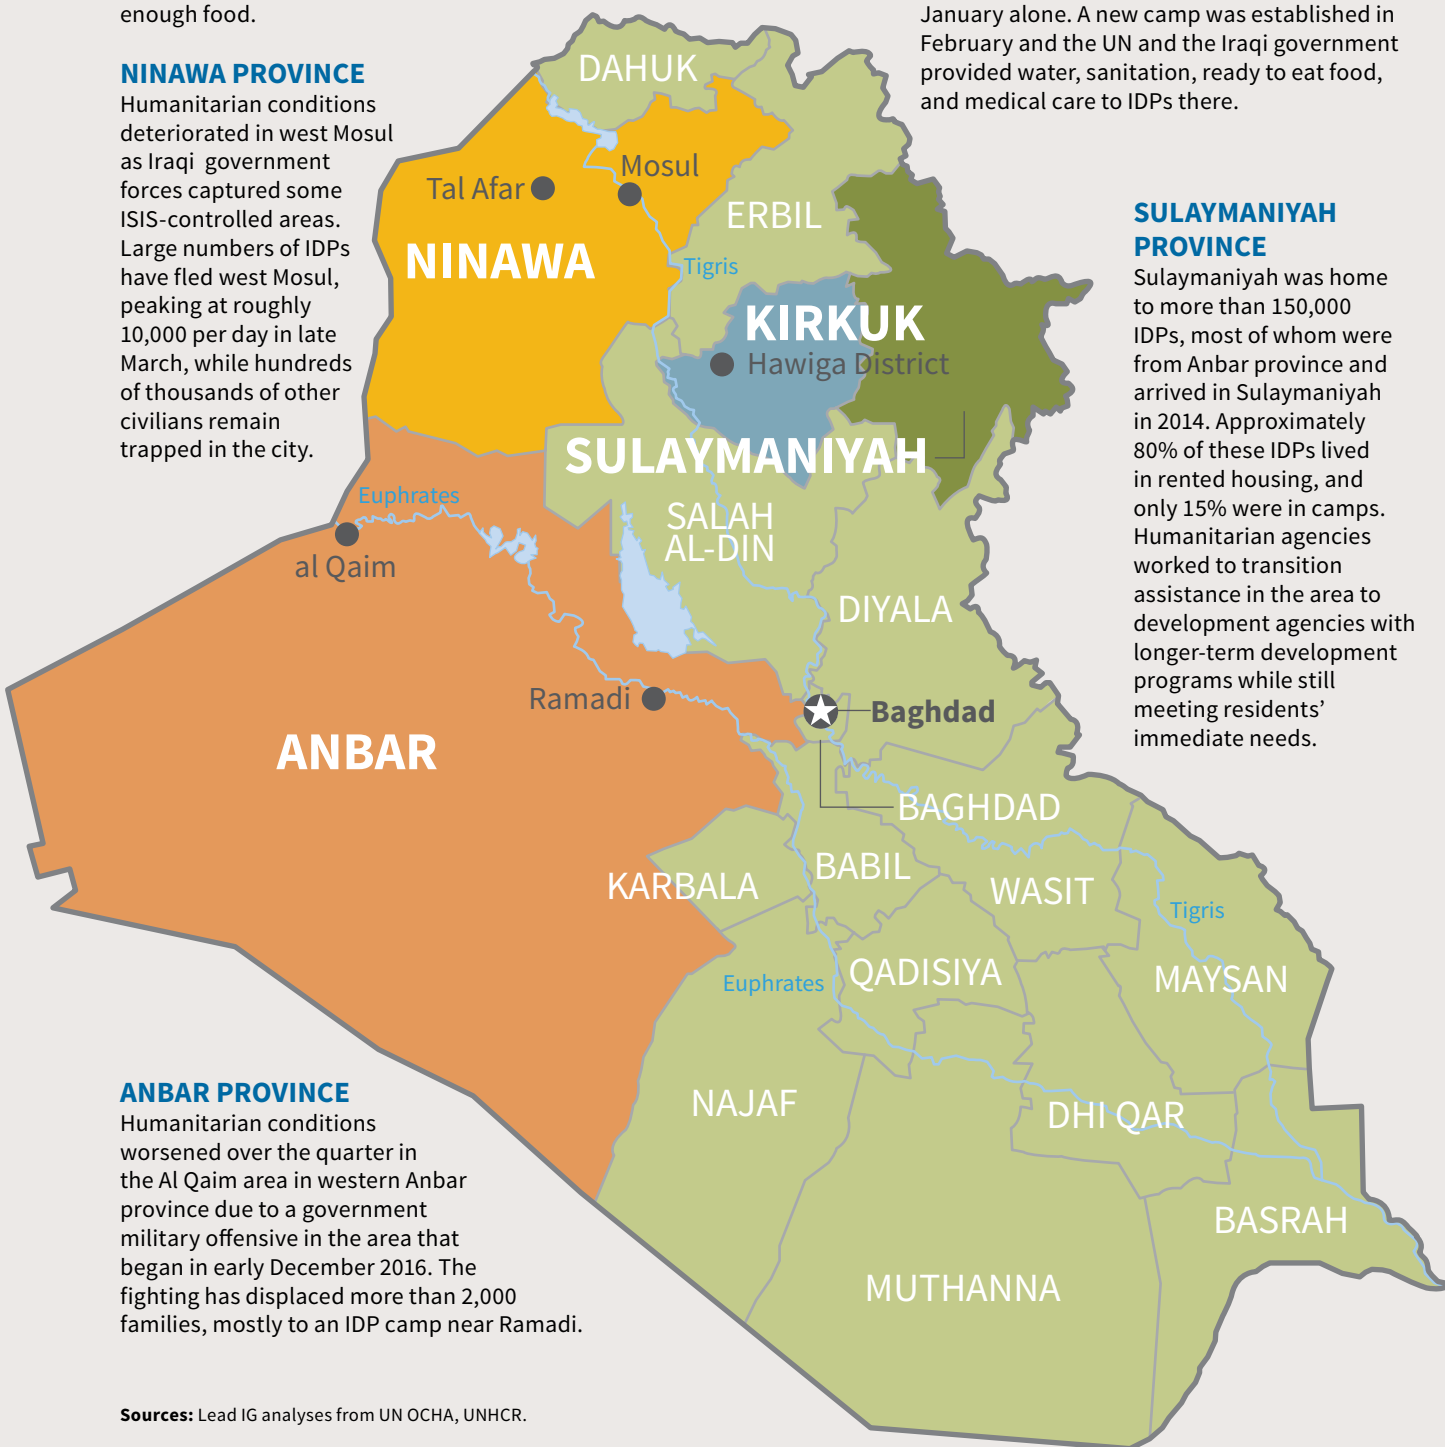 enough food.
NINAWA PROVINCE
Humanitarian conditions
deteriorated in west Mosul
as Iraqi government
forces captured some
ISIS-controlled areas.
Large numbers of IDPs
have fled west Mosul,
peaking at roughly
10,000 per day in late
March, while hundreds
of thousands of other
civilians remain
trapped in the city.
January alone. A new camp was established in
February and the UN and the Iraqi government
provided water, sanitation, ready to eat food,
and medical care to IDPs there.
SULAYMANIYAH
PROVINCE
Sulaymaniyah was home
to more than 150,000
IDPs, most of whom were
from Anbar province and
arrived in Sulaymaniyah
in 2014. Approximately
80% of these IDPs lived
in rented housing, and
only 15% were in camps.
Humanitarian agencies
worked to transition
assistance in the area to
development agencies with
longer-term development
programs while still
meeting residents'
immediate needs.
DAHUK
Mosul
Tal Afar
ERBIL
NINAWA
Tigris
KIRKUK
Hawiga District
SULAYMANIYAH
Euphrates
SALAH
AL-DIN
al Qaim
DIYALA
Ramadi
Baghdad
ANBAR
BAGHDAD
BABIL
KARBALA
WASIT
Tigris
QADISIYA
Euphrates
MAYSAN
NAJAF
DHI QAR
BASRAH
MUTHANNA
ANBAR PROVINCE
Humanitarian conditions
worsened over the quarter in
the Al Qaim area in western Anbar
province due to a government
military offensive in the area that
began in early December 2016. The
fighting has displaced more than 2,000
families, mostly to an IDP camp near Ramadi.
Sources: Lead IG analyses from UN OCHA, UNHCR.